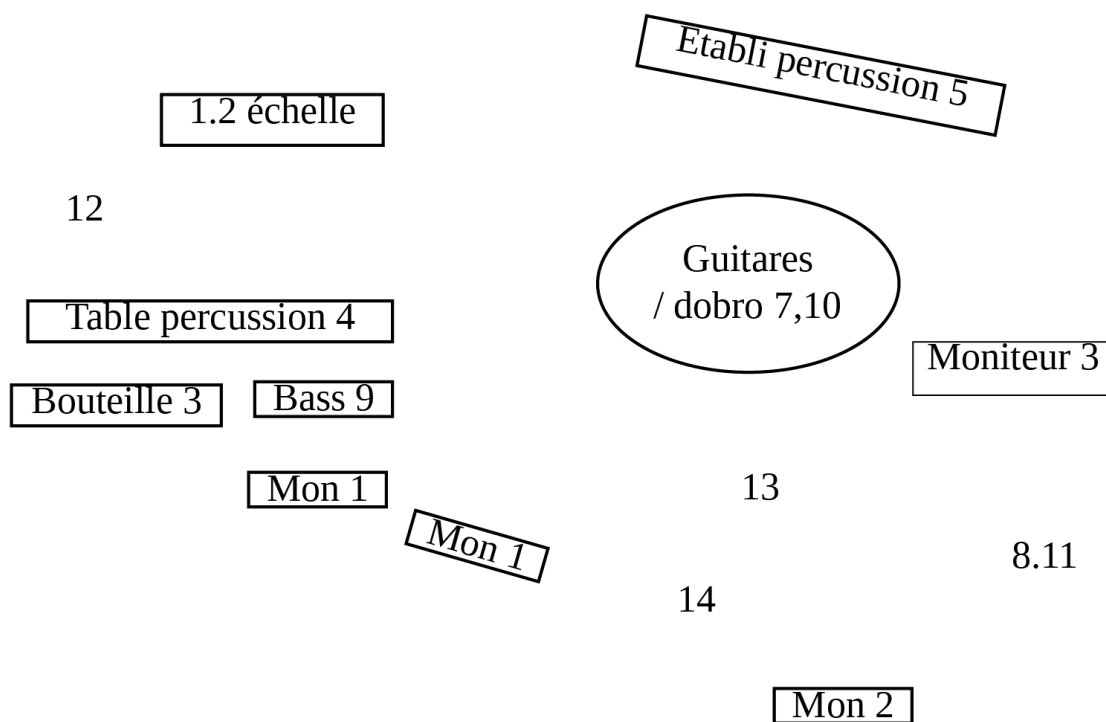 Etabli percussion 5
1.2 échelle
12
Guitares
/ dobro 7,10
Table percussion 4
Moniteur 3
Bouteille 3
Bass 9
Mon 1
13
Mon 1
8.11
14
Mon 2